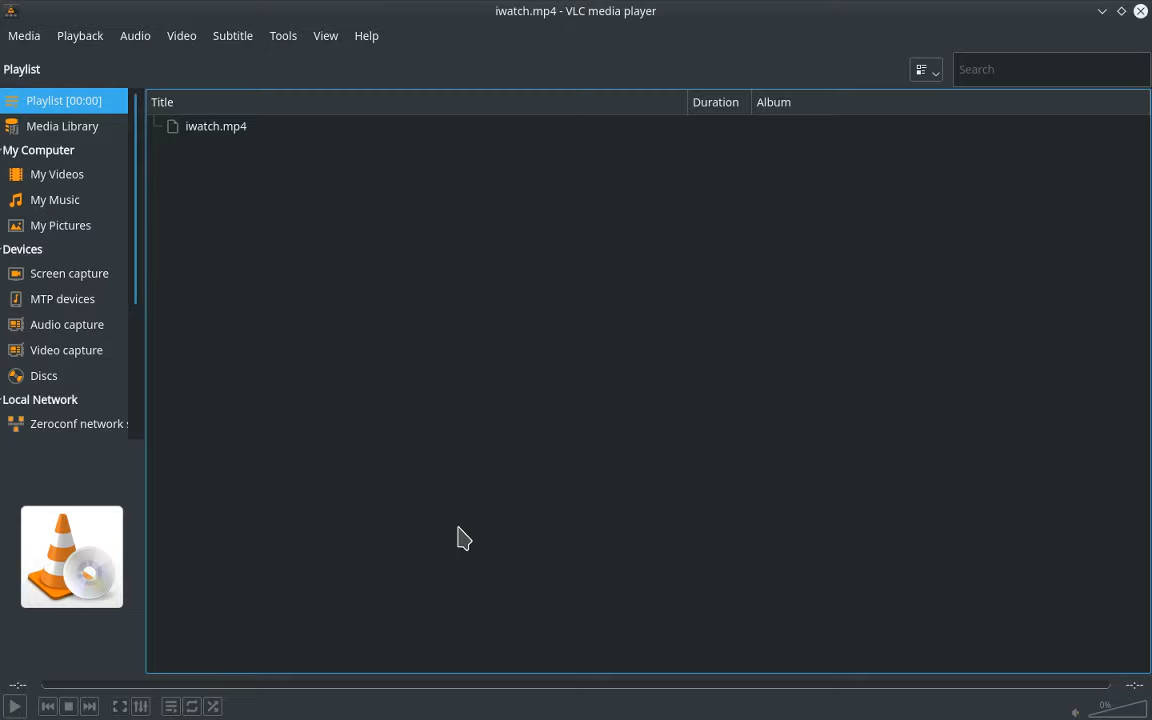 iwatch.mp4 - VLC media player
Media Playback Audio Video Subtitle Tools View Help
Playlist
Search
Playlist [00:00]
Media Library
My Computer
My Videos
My Music
My Pictures
Devices
Screen capture
MTP devices
Audio capture
Video capture
Discs
Local Network
Zeroconf network s
Title Duration Album
iwatch.mp4
--:-- --:--
0%